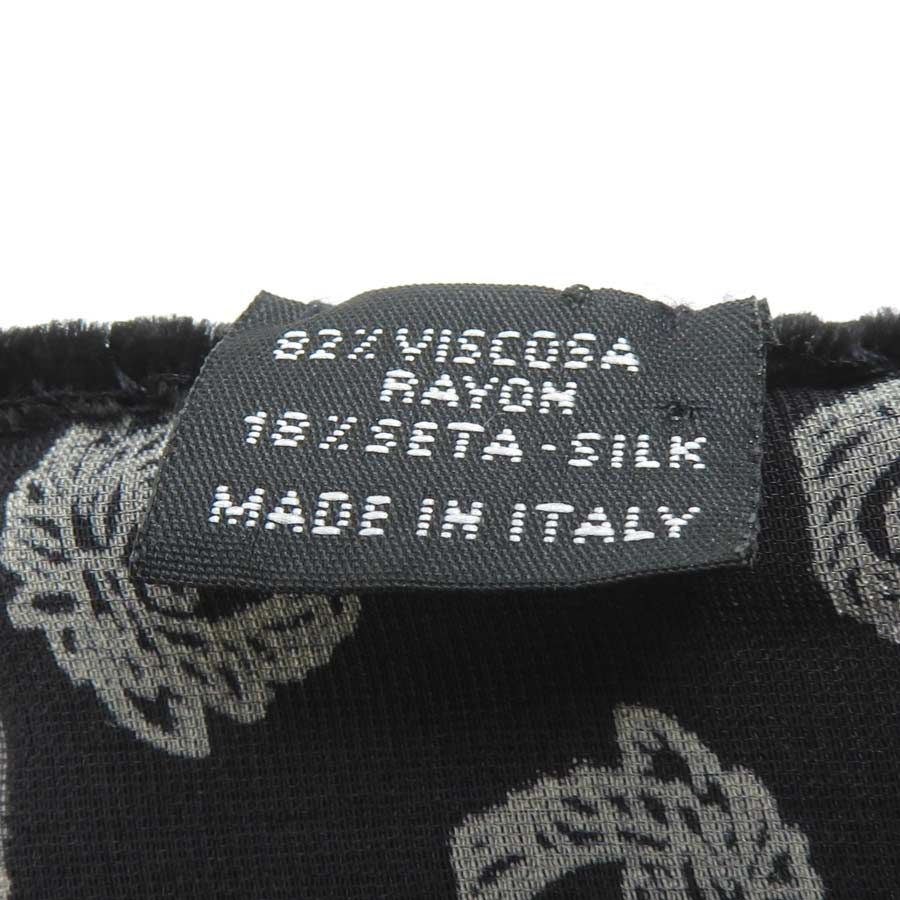 82% VISCOSA
RAYON
18% SETA - SILK
MADE IN ITALY